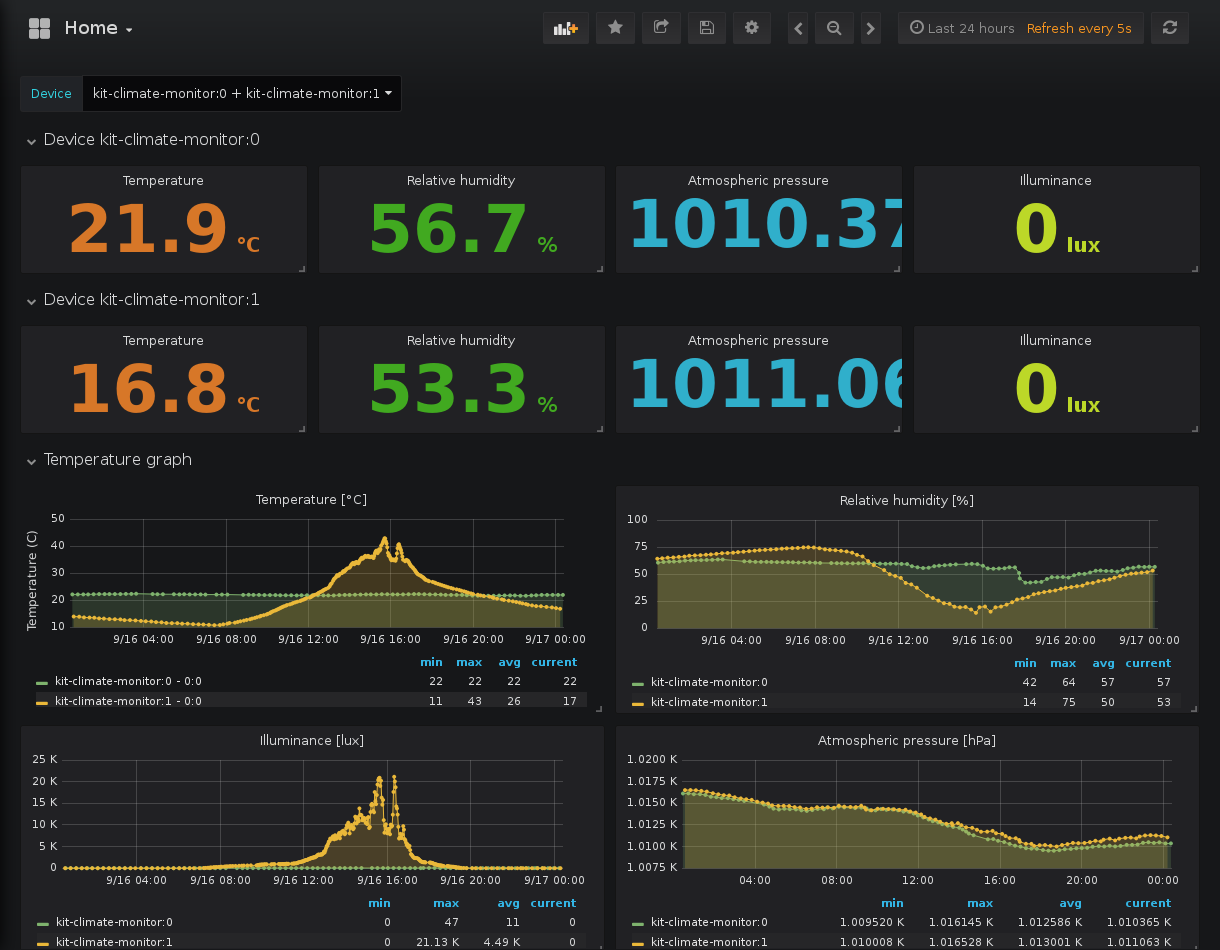 Home
Last 24 hours Refresh every 5s
Device kit-climate-monitor:0 + kit-climate-monitor:1
Device kit-climate-monitor:0
Temperature Relative humidity Atmospheric pressure Illuminance
21.9 °C 56.7 % 1010.37 0 lux
Device kit-climate-monitor:1
Temperature Relative humidity Atmospheric pressure Illuminance
16.8 °C 53.3 % 1011.06 0 lux
Temperature graph
Temperature [°C]
Temperature (C)
50
40
30
20
10
9/16 04:00 9/16 08:00 9/16 12:00 9/16 16:00 9/16 20:00 9/17 00:00
min max avg current
kit-climate-monitor:0 - 0:0 22 22 22 22
kit-climate-monitor:1 - 0:0 11 43 26 17
Relative humidity [%]
100
75
50
25
0
9/16 04:00 9/16 08:00 9/16 12:00 9/16 16:00 9/16 20:00 9/17 00:00
min max avg current
kit-climate-monitor:0 42 64 57 57
kit-climate-monitor:1 14 75 50 53
Illuminance [lux]
25 K
20 K
15 K
10 K
5 K
0
9/16 04:00 9/16 08:00 9/16 12:00 9/16 16:00 9/16 20:00 9/17 00:00
min max avg current
kit-climate-monitor:0 0 47 11 0
kit-climate-monitor:1 0 21.13 K 4.49 K 0
Atmospheric pressure [hPa]
1.0200 K
1.0175 K
1.0150 K
1.0125 K
1.0100 K
1.0075 K
04:00 08:00 12:00 16:00 20:00 00:00
min max avg current
kit-climate-monitor:0 1.009520 K 1.016145 K 1.012586 K 1.010365 K
kit-climate-monitor:1 1.010008 K 1.016528 K 1.013001 K 1.011063 K